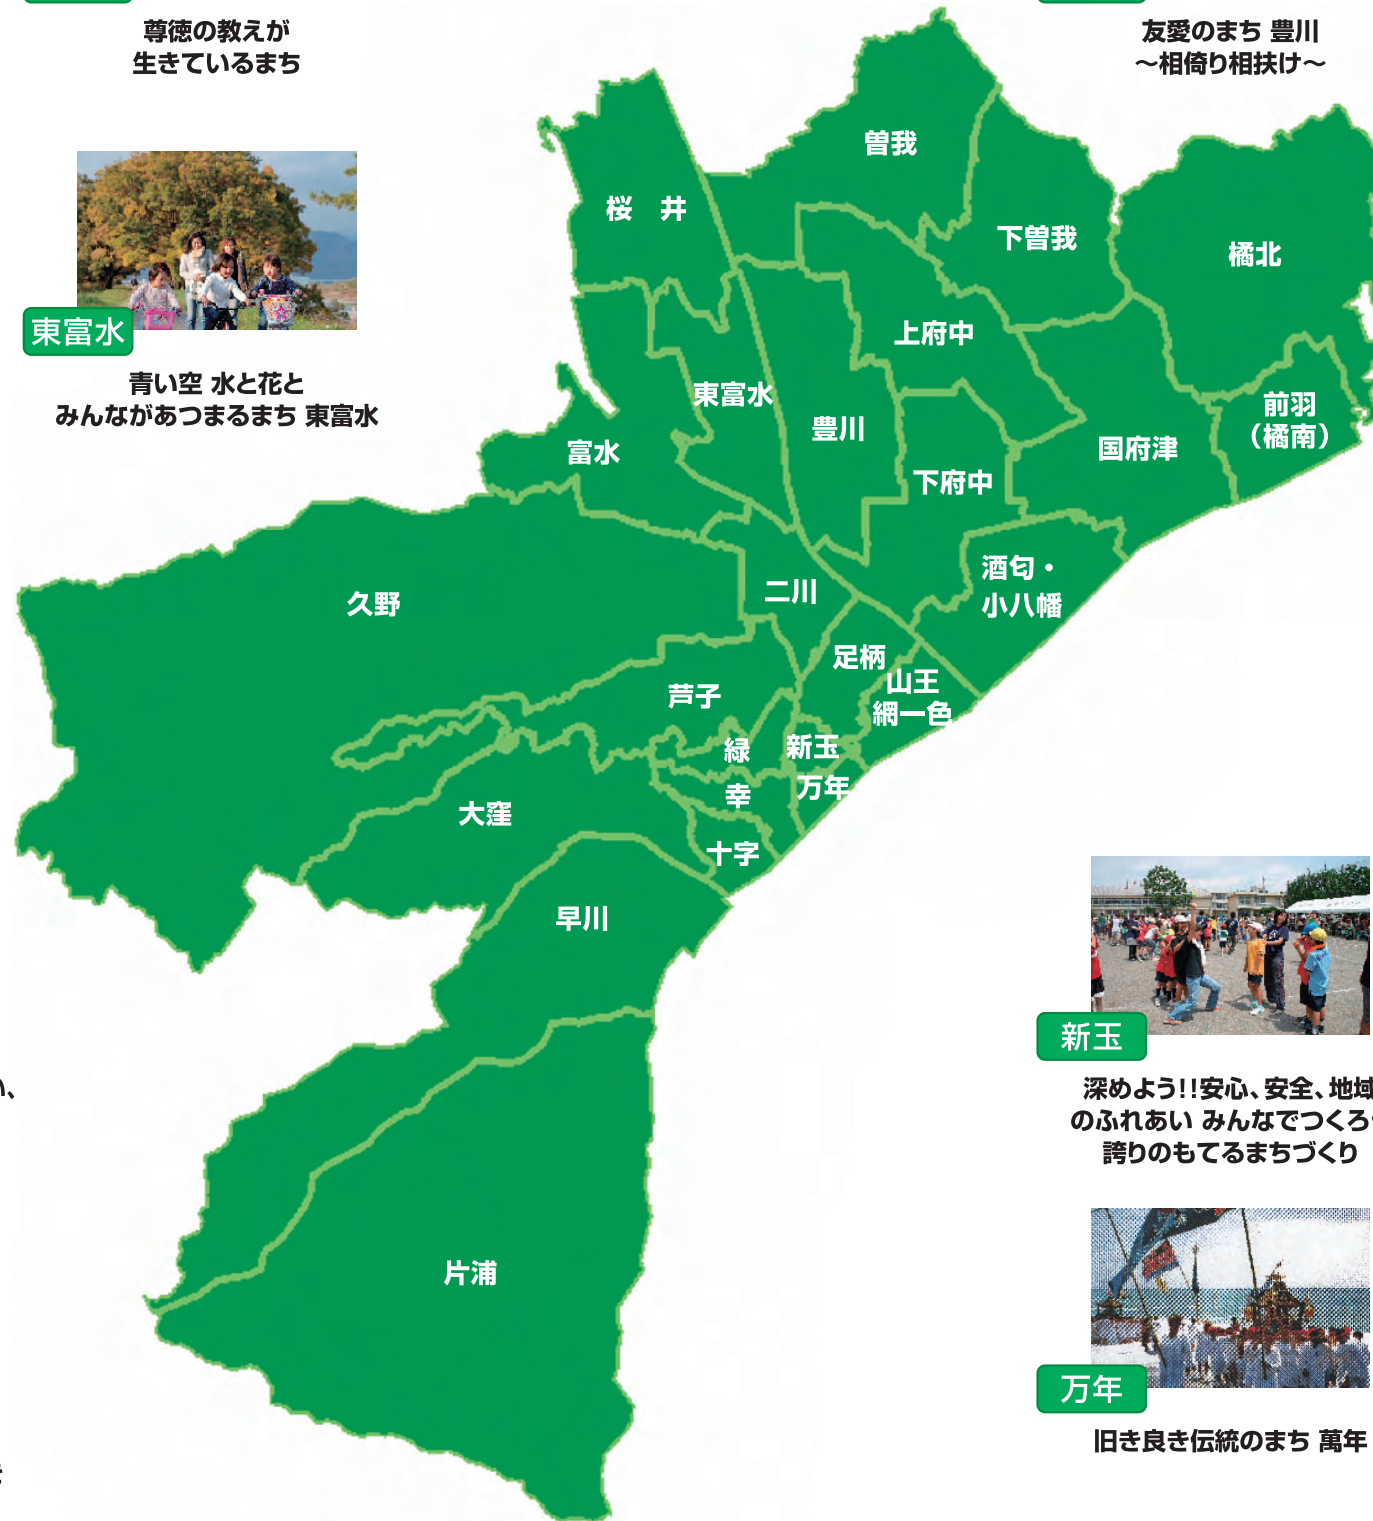 尊徳の教えが
生きているまち
友愛のまち 豊川
～相倚り相扶け～
東富水
青い空 水と花と
みんながあつまるまち 東富水
曽我
桜 井
下曽我
橘北
上府中
東富水
豊川
前羽
（橘南）
富水
国府津
下府中
久野
二川
酒匂・
小八幡
足柄
芦子
山王
網一色
緑
新玉
幸
万年
大窪
十字
早川
片浦
新玉
深めよう!!安心、安全、地域
のふれあい みんなでつくろ
誇りのもてるまちづくり
万年
旧き良き伝統のまち 萬年